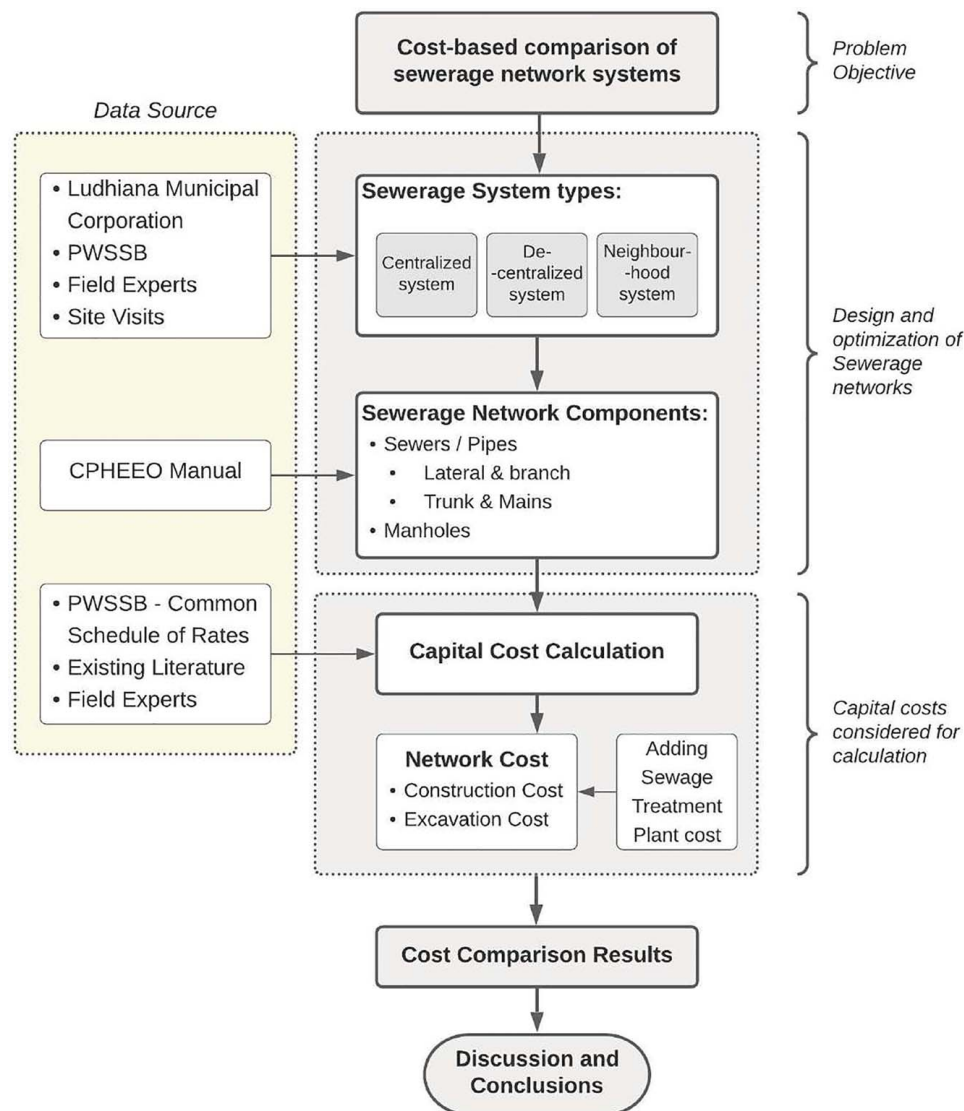 Cost-based comparison of
sewerage network systems
Problem
Objective
Data Source
• Ludhiana Municipal
Corporation
• PWSSB
• Field Experts
• Site Visits
Sewerage System types:
Centralized
system
De-
-centralized
system
Neighbour-
-hood
system
Design and
optimization of
Sewerage
networks
CPHEEO Manual
Sewerage Network Components:
• Sewers / Pipes
• Lateral & branch
• Trunk & Mains
• Manholes
• PWSSB - Common
Schedule of Rates
• Existing Literature
• Field Experts
Capital Cost Calculation
Network Cost
• Construction Cost
• Excavation Cost
Adding
Sewage
Treatment
Plant cost
Capital costs
considered for
calculation
Cost Comparison Results
Discussion and
Conclusions